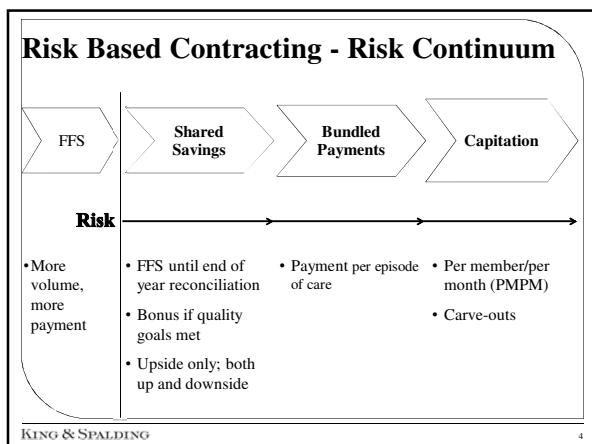 Risk Based Contracting - Risk Continuum
FFS
Shared
Savings
Bundled
Payments
Capitation
Risk
•More
volume,
more
payment
• FFS until end of
year reconciliation
• Bonus if quality
goals met
• Upside only; both
up and downside
• Payment per episode
of care
• Per member/per
month (PMPM)
• Carve-outs
KING & SPALDING
4